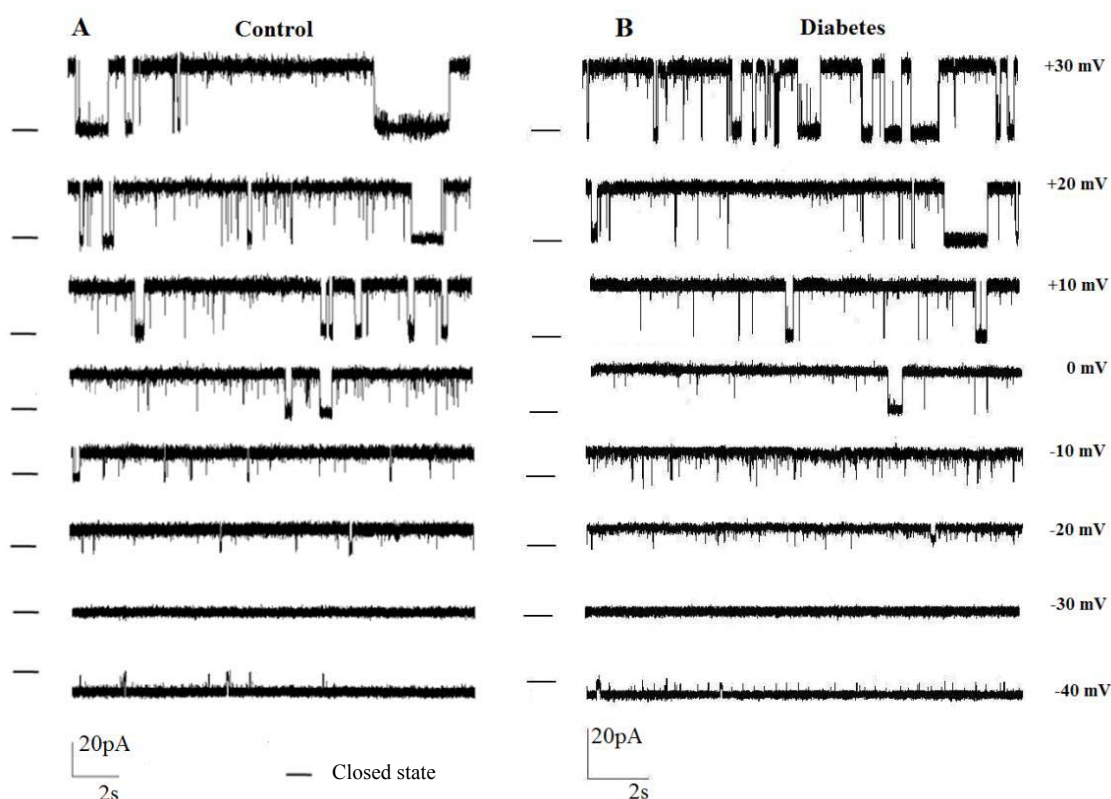 A Control B Diabetes
+30 mV
+20 mV
+10 mV
0 mV
-10 mV
-20 mV
-30 mV
-40 mV
20pA
2s
Closed state
20pA
2s